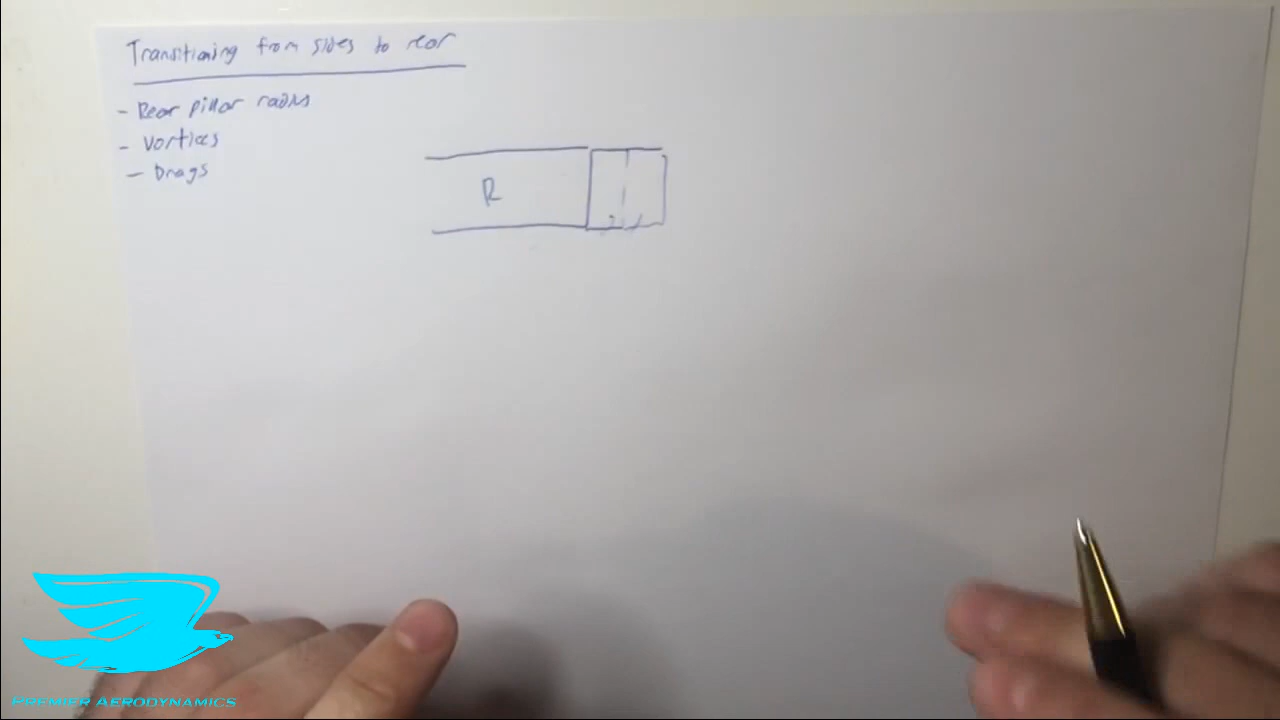 Transitioning from sides to rear
- Rear pillar radius
- Vortices
- Drags
R
PREMIER AERODYNAMICS